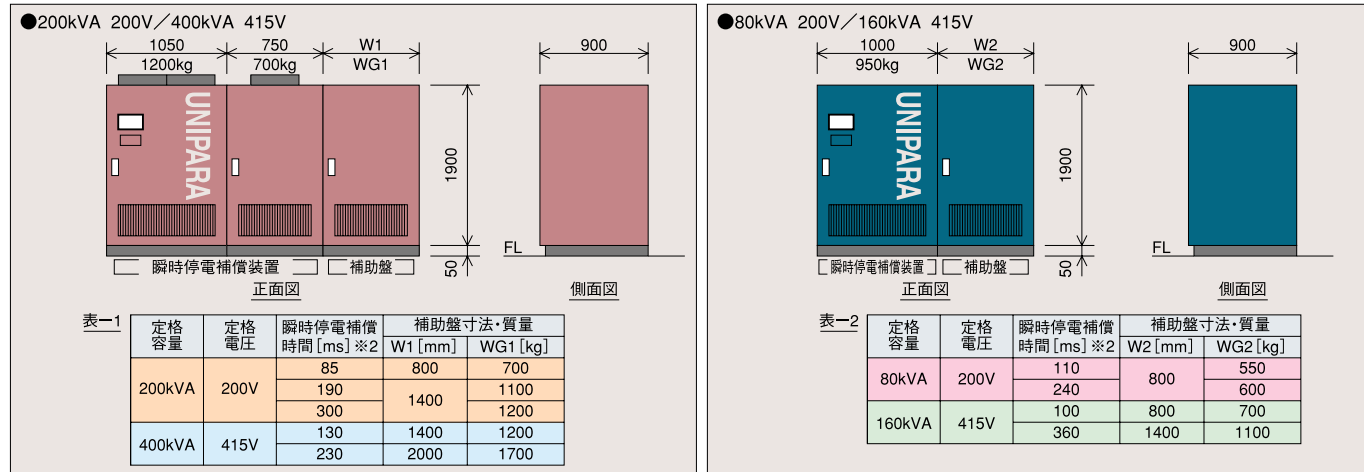 ●200kVA 200V／400kVA 415V
1050 750 W1
1200kg 700kg WG1
900
UNIPARA
1900
50
FL
瞬時停電補償装置 補助盤
正面図
側面図
表ー1
定格容量 定格電圧 瞬時停電補償時間[ms]※2 補助盤寸法・質量
W1[mm] WG1[kg]
200kVA 200V 85 800 700
190 1400 1100
300 1200
400kVA 415V 130 1400 1200
230 2000 1700
●80kVA 200V／160kVA 415V
1000 W2
950kg WG2
900
UNIPARA
1900
50
FL
瞬時停電補償装置 補助盤
正面図
側面図
表ー2
定格容量 定格電圧 瞬時停電補償時間[ms]※2 補助盤寸法・質量
W2[mm] WG2[kg]
80kVA 200V 110 800 550
240 600
160kVA 415V 100 800 700
360 1400 1100